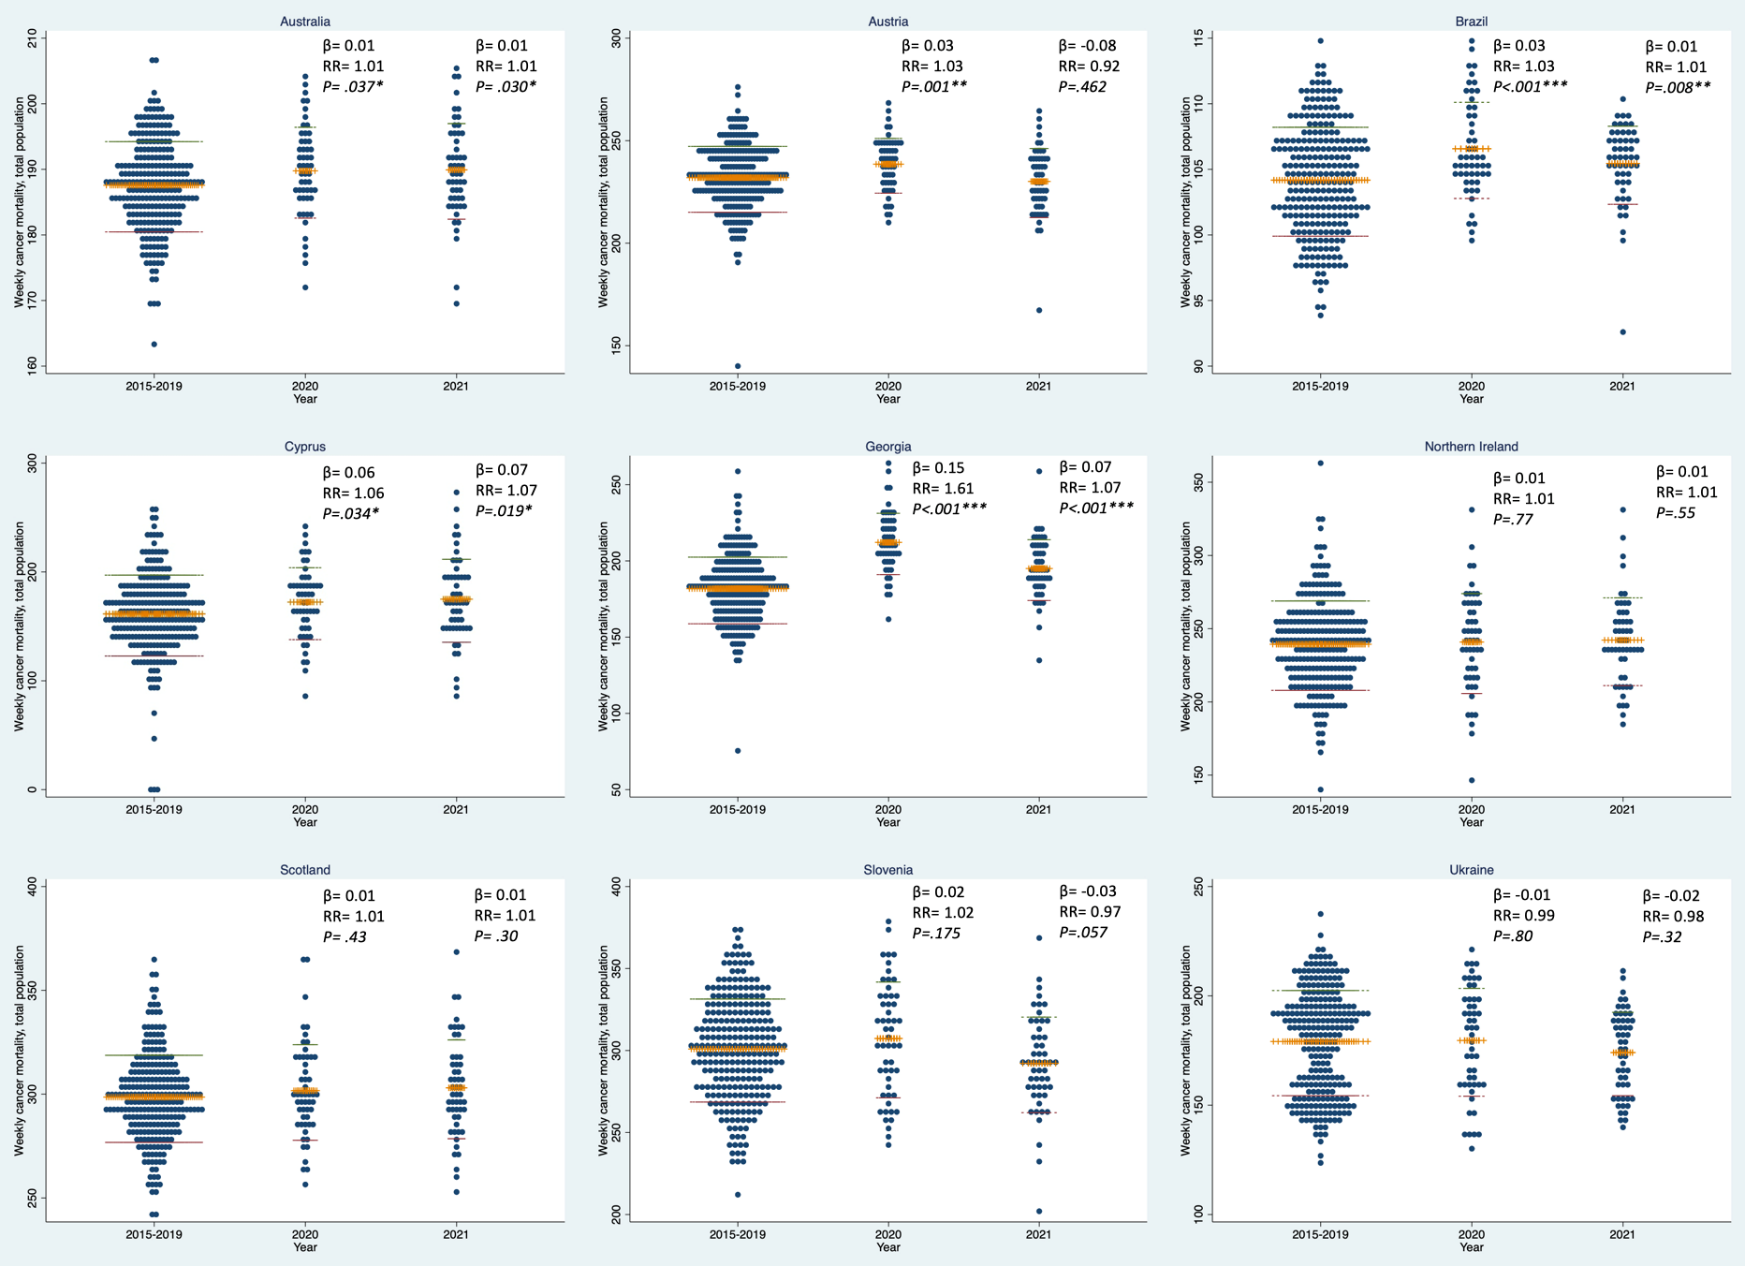 Australia
Weekly cancer mortality, total population
210
200
190
180
170
160
β= 0.01
RR= 1.01
P= .037*
β= 0.01
RR= 1.01
P= .030*
2015-2019
2020
2021
Year
Austria
Weekly cancer mortality, total population
300
250
200
150
β= 0.03
RR= 1.03
P=.001**
β= -0.08
RR= 0.92
P=.462
2015-2019
2020
2021
Year
Brazil
Weekly cancer mortality, total population
115
110
105
100
95
90
β= 0.03
RR= 1.03
P<.001***
β= 0.01
RR= 1.01
P=.008**
2015-2019
2020
2021
Year
Cyprus
Weekly cancer mortality, total population
300
200
100
0
β= 0.06
RR= 1.06
P=.034*
β= 0.07
RR= 1.07
P=.019*
2015-2019
2020
2021
Year
Georgia
Weekly cancer mortality, total population
250
200
150
100
50
β= 0.15
RR= 1.61
P<.001***
β= 0.07
RR= 1.07
P<.001***
2015-2019
2020
2021
Year
Northern Ireland
Weekly cancer mortality, total population
350
300
250
200
150
β= 0.01
RR= 1.01
P=.77
β= 0.01
RR= 1.01
P=.55
2015-2019
2020
2021
Year
Scotland
Weekly cancer mortality, total population
400
350
300
250
β= 0.01
RR= 1.01
P= .43
β= 0.01
RR= 1.01
P= .30
2015-2019
2020
2021
Year
Slovenia
Weekly cancer mortality, total population
400
350
300
250
200
β= 0.02
RR= 1.02
P=.175
β= -0.03
RR= 0.97
P=.057
2015-2019
2020
2021
Year
Ukraine
Weekly cancer mortality, total population
250
200
150
100
β= -0.01
RR= 0.99
P=.80
β= -0.02
RR= 0.98
P=.32
2015-2019
2020
2021
Year